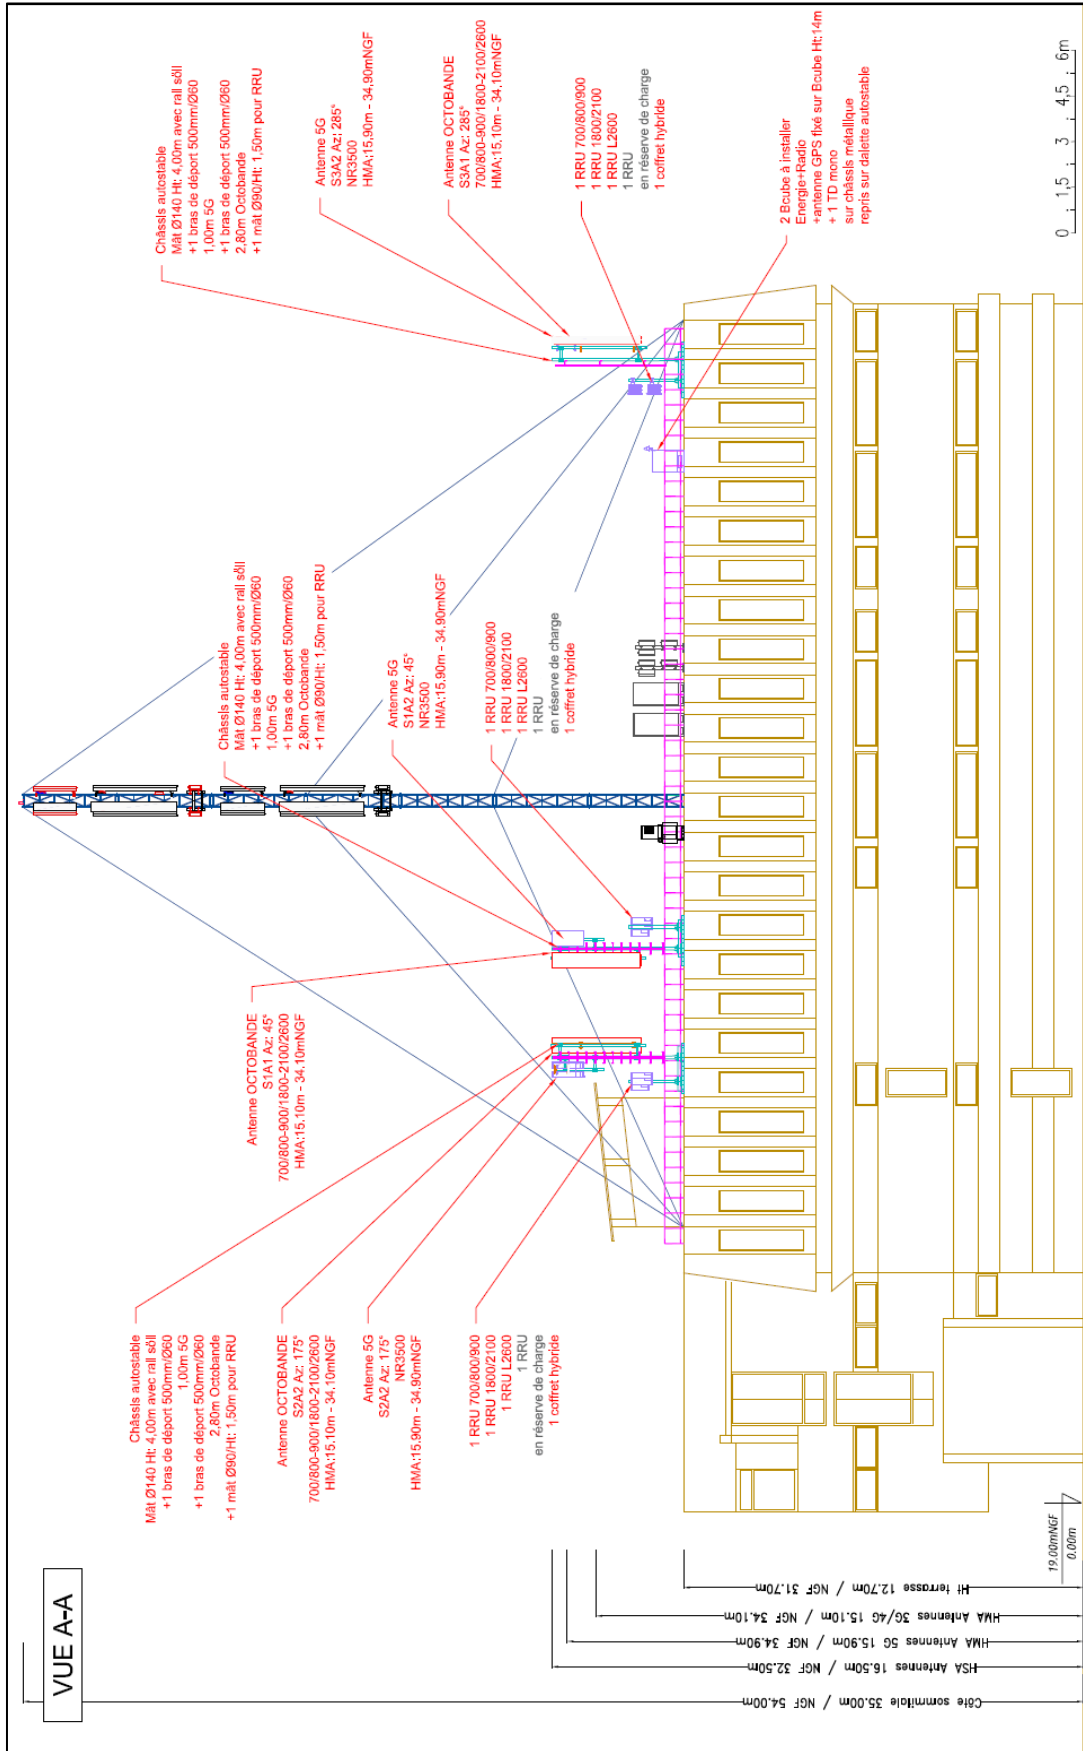 VUE A-A
Châssis autostable
Mât Ø140 Ht: 4,00m avec rail söll
+1 bras de déport 500mm/Ø60
1,00m 5G
+1 bras de déport 500mm/Ø60
2,80m Octobande
+1 mât Ø90/Ht: 1,50m pour RRU
Antenne OCTOBANDE
S2A2 Az: 175°
700/800-900/1800-2100/2600
HMA:15.10m - 34.10mNGF
Antenne 5G
S2A2 Az: 175°
NR3500
HMA:15.90m - 34,90mNGF
1 RRU 700/800/900
1 RRU 1800/2100
1 RRU L2600
1 RRU
en réserve de charge
1 coffret hybride
Antenne OCTOBANDE
S1A1 Az: 45°
700/800-900/1800-2100/2600
HMA:15.10m - 34.10mNGF
Châssis autostable
Mât Ø140 Ht: 4,00m avec rail söll
+1 bras de déport 500mm/Ø60
1,00m 5G
+1 bras de déport 500mm/Ø60
2,80m Octobande
+1 mât Ø90/Ht: 1,50m pour RRU
Antenne 5G
S1A2 Az: 45°
NR3500
HMA:15.90m - 34,90mNGF
1 RRU 700/800/900
1 RRU 1800/2100
1 RRU L2600
1 RRU
en réserve de charge
1 coffret hybride
Châssis autostable
Mât Ø140 Ht: 4,00m avec rail söll
+1 bras de déport 500mm/Ø60
1,00m 5G
+1 bras de déport 500mm/Ø60
2,80m Octobande
+1 mât Ø90/Ht: 1,50m pour RRU
Antenne 5G
S3A2 Az: 285°
NR3500
HMA:15,90m - 34,90mNGF
Antenne OCTOBANDE
S3A1 Az: 285°
700/800-900/1800-2100/2600
HMA:15,10m - 34,10mNGF
1 RRU 700/800/900
1 RRU 1800/2100
1 RRU L2600
1 RRU
en réserve de charge
1 coffret hybride
2 Bcube à installer
Energie+Radio
+antenne GPS fixé sur Bcube Ht:14m
+ 1 TD mono
sur châssis métallique
repris sur dalette autostable
0 1,5 3 4,5 6m
Côte sommitale 35.00m / NGF 54.00m
HSA Antennes 16.50m / NGF 32.50m
HMA Antennes 5G 15.90m / NGF 34.90m
HMA Antennes 3G/4G 15.10m / NGF 34.10m
Ht terrasse 12.70m / NGF 31.70m
19.00mNGF
0.00m